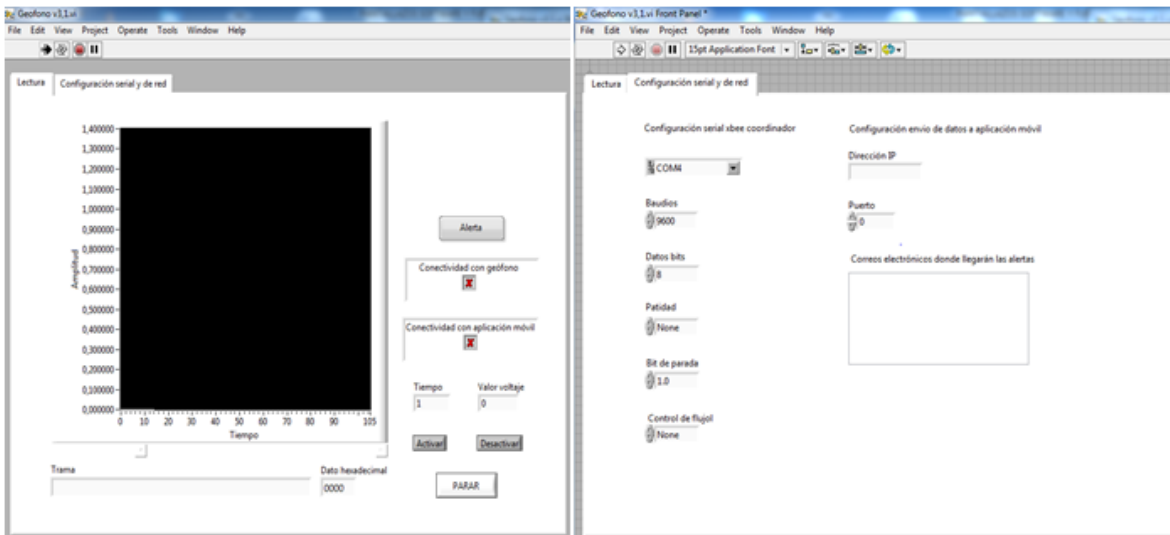 Geofono v3,1.vi
File Edit View Project Operate Tools Window Help
Lectura Configuración serial y de red
1,400000
1,300000
1,200000
1,100000
1,000000
0,900000
0,800000
0,700000
0,600000
0,500000
0,400000
0,300000
0,200000
0,100000
0,000000
Amplitud
0 10 20 30 40 50 60 70 80 90 105
Tiempo
Alerta
Conectividad con geófono
X
Conectividad con aplicación móvil
X
Tiempo Valor voltaje
1 0
Activar Desactivar
Trama Dato hexadecimal
0000
PARAR
Geofono v3,1.vi Front Panel *
File Edit View Project Operate Tools Window Help
15pt Application Font
Lectura Configuración serial y de red
Configuración serial xbee coordinador
COM4
Baudios
9600
Datos bits
8
Patidad
None
Bit de parada
1.0
Control de flujol
None
Configuración envio de datos a aplicación móvil
Dirección IP
Puerto
0
Correos electrónicos donde llegarán las alertas